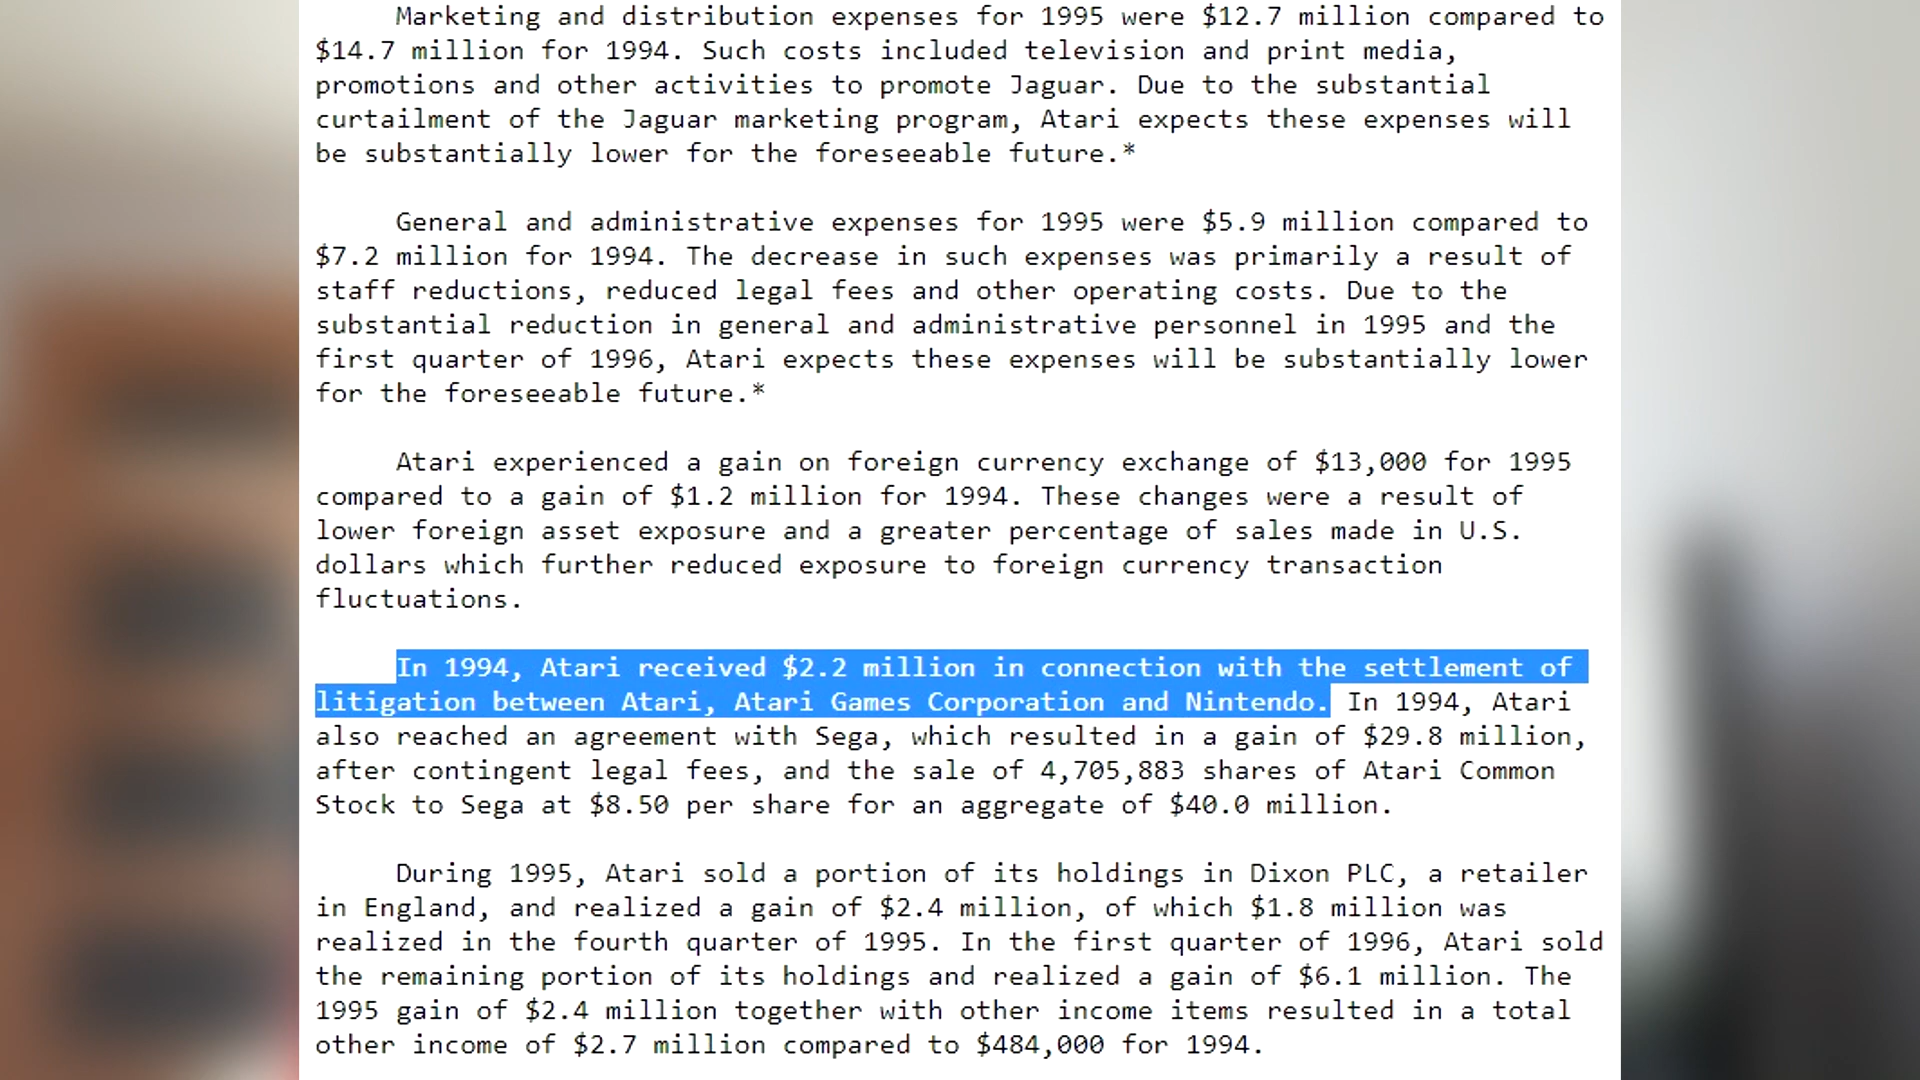 Marketing and distribution expenses for 1995 were $12.7 million compared to
$14.7 million for 1994. Such costs included television and print media,
promotions and other activities to promote Jaguar. Due to the substantial
curtailment of the Jaguar marketing program, Atari expects these expenses will
be substantially lower for the foreseeable future.*
General and administrative expenses for 1995 were $5.9 million compared to
$7.2 million for 1994. The decrease in such expenses was primarily a result of
staff reductions, reduced legal fees and other operating costs. Due to the
substantial reduction in general and administrative personnel in 1995 and the
first quarter of 1996, Atari expects these expenses will be substantially lower
for the foreseeable future.*
Atari experienced a gain on foreign currency exchange of $13,000 for 1995
compared to a gain of $1.2 million for 1994. These changes were a result of
lower foreign asset exposure and a greater percentage of sales made in U.S.
dollars which further reduced exposure to foreign currency transaction
fluctuations.
In 1994, Atari received $2.2 million in connection with the settlement of
litigation between Atari, Atari Games Corporation and Nintendo. In 1994, Atari
also reached an agreement with Sega, which resulted in a gain of $29.8 million,
after contingent legal fees, and the sale of 4,705,883 shares of Atari Common
Stock to Sega at $8.50 per share for an aggregate of $40.0 million.
During 1995, Atari sold a portion of its holdings in Dixon PLC, a retailer
in England, and realized a gain of $2.4 million, of which $1.8 million was
realized in the fourth quarter of 1995. In the first quarter of 1996, Atari sold
the remaining portion of its holdings and realized a gain of $6.1 million. The
1995 gain of $2.4 million together with other income items resulted in a total
other income of $2.7 million compared to $484,000 for 1994.